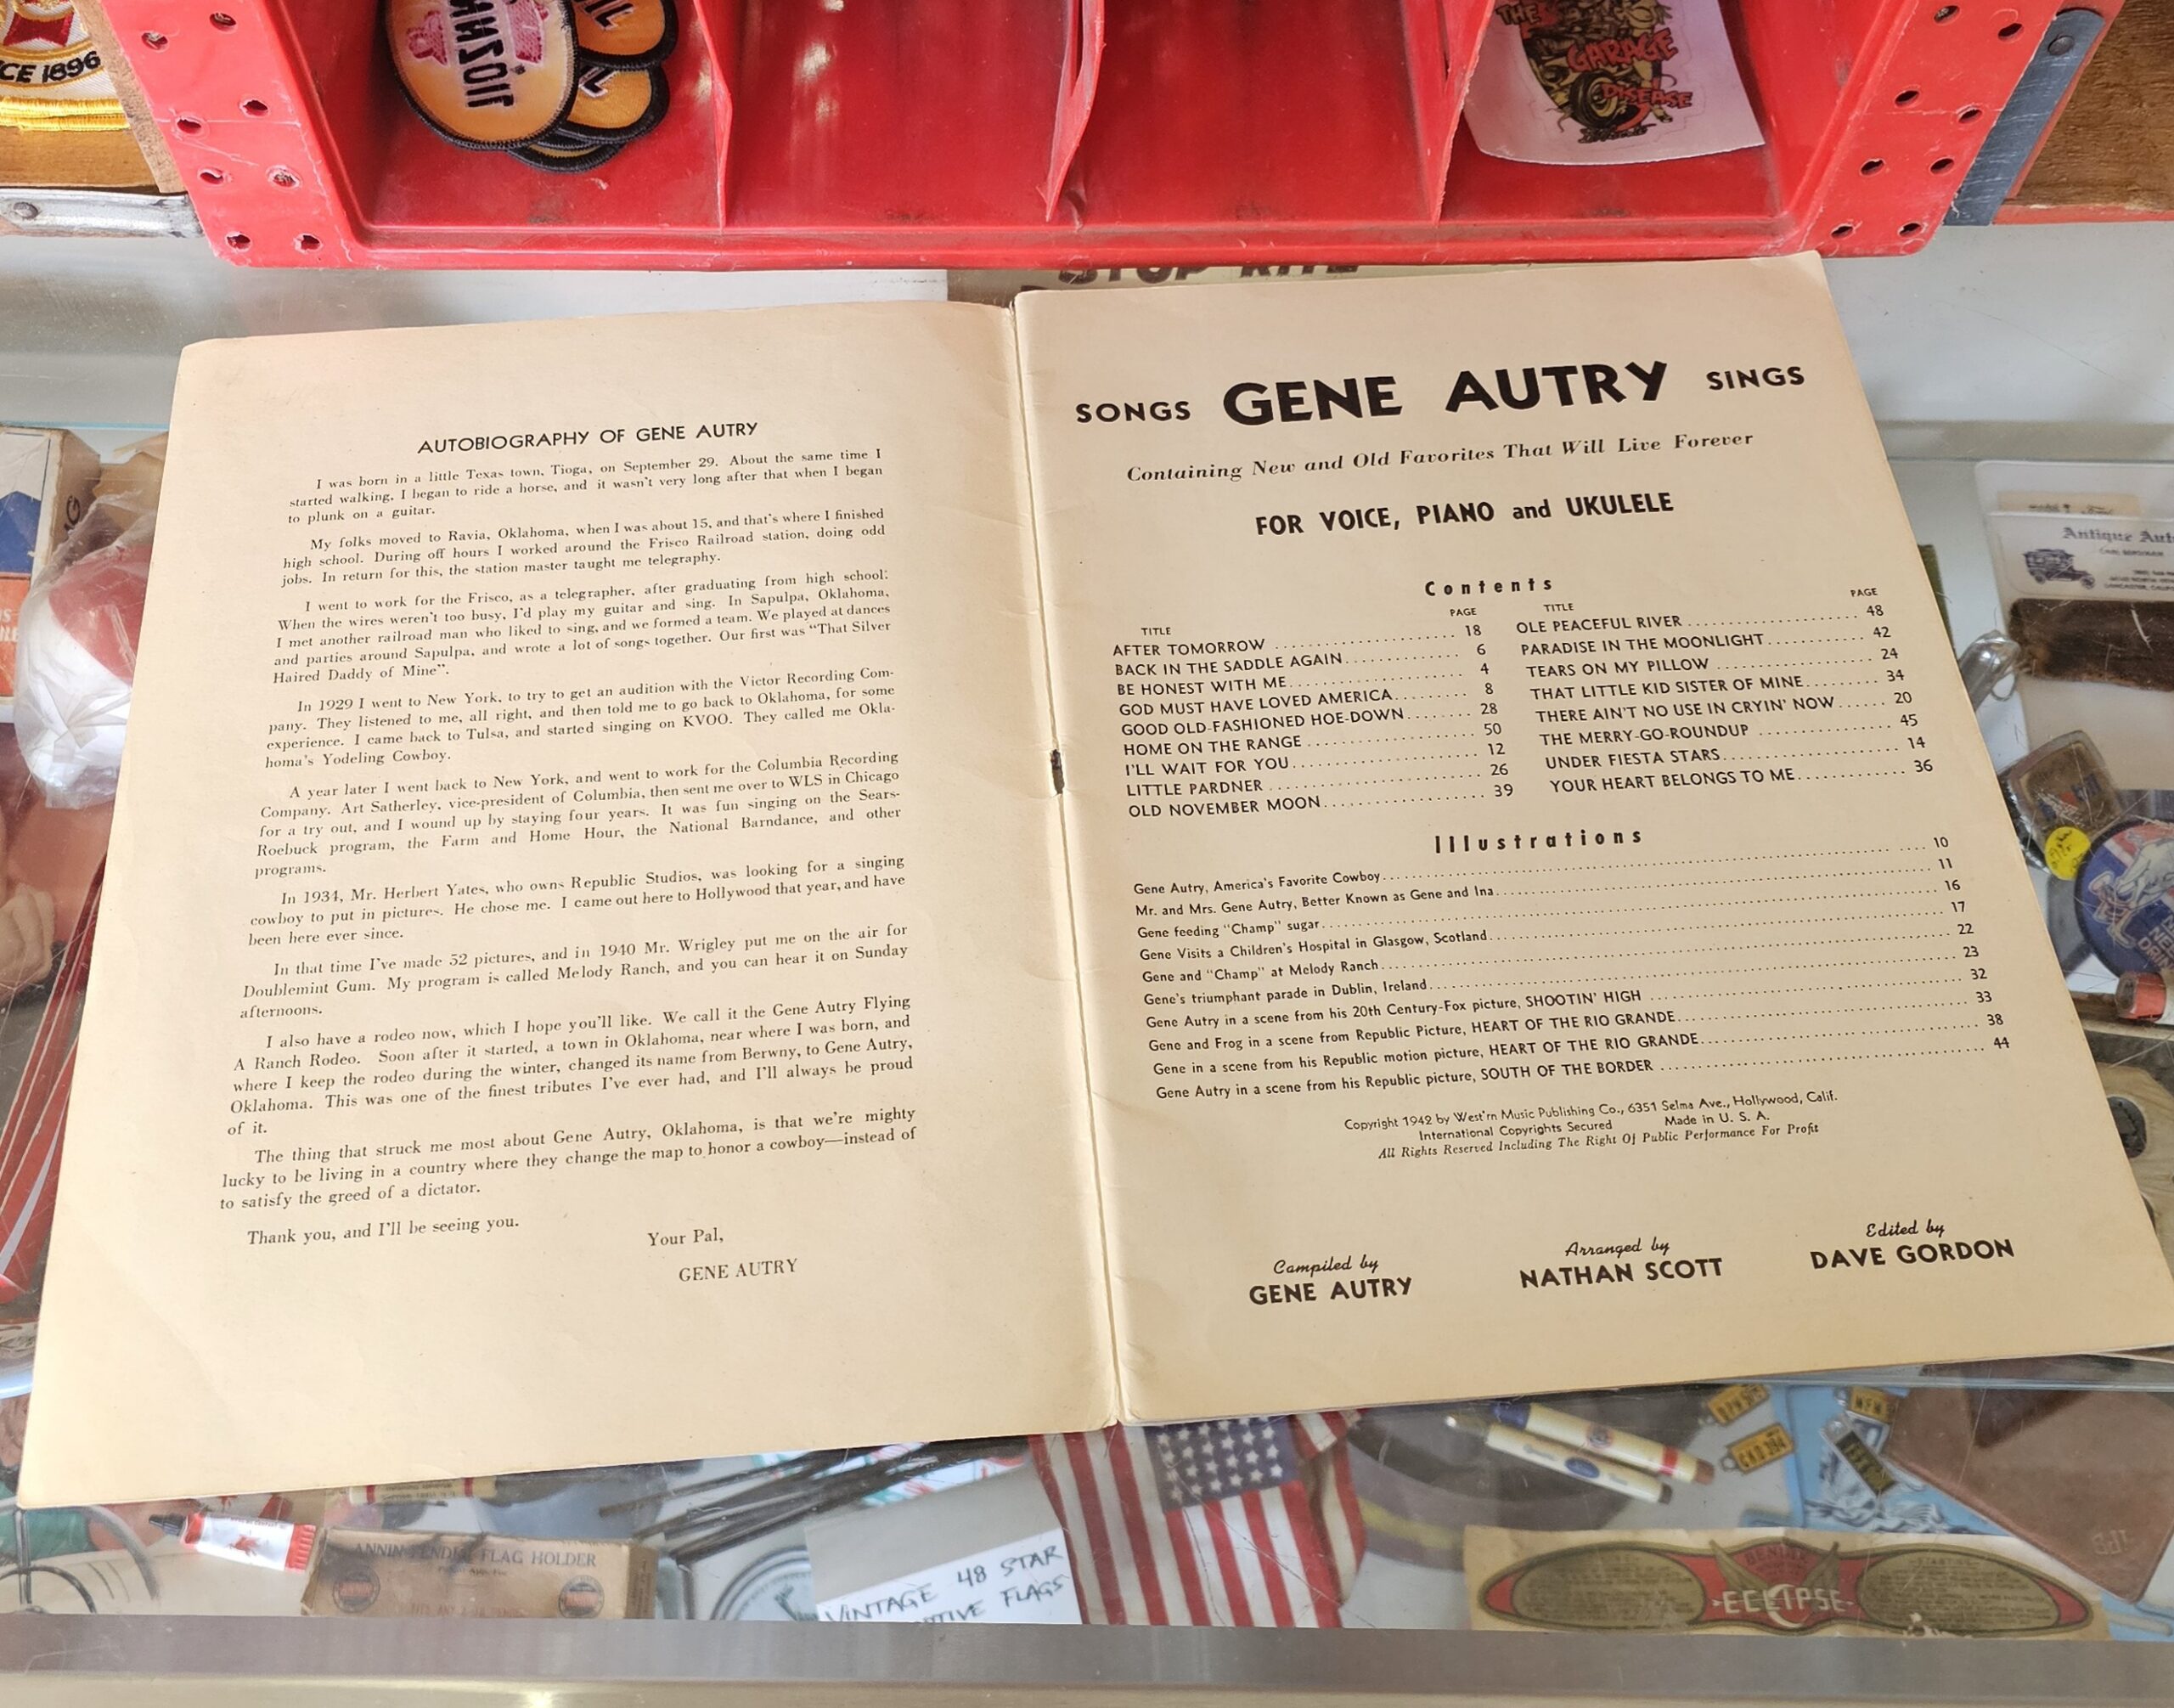 CE 1896
THE
GARAGE
DISEASE
STOP RITE
AUTOBIOGRAPHY OF GENE AUTRY
I was born in a little Texas town, Tioga, on September 29. About the same time I
started walking, I began to ride a horse, and it wasn't very long after that when I began
to plunk on a guitar.
My folks moved to Ravia, Oklahoma, when I was about 15, and that's where I finished
high school. During off hours I worked around the Frisco Railroad station, doing odd
jobs. In return for this, the station master taught me telegraphy.
I went to work for the Frisco, as a telegrapher, after graduating from high school:
When the wires weren't too busy, I'd play my guitar and sing. In Sapulpa, Oklahoma,
I met another railroad man who liked to sing, and we formed a team. We played at dances
and parties around Sapulpa, and wrote a lot of songs together. Our first was "That Silver
Haired Daddy of Mine".
In 1929 I went to New York, to try to get an audition with the Victor Recording Com-
pany. They listened to me, all right, and then told me to go back to Oklahoma, for some
experience. I came back to Tulsa, and started singing on KVOO. They called me Okla-
homa's Yodeling Cowboy.
A year later I went back to New York, and went to work for the Columbia Recording
Company. Art Satherley, vice-president of Columbia, then sent me over to WLS in Chicago
for a try out, and I wound up by staying four years. It was fun singing on the Sears-
Roebuck program, the Farm and Home Hour, the National Barndance, and other
programs.
In 1934, Mr. Herbert Yates, who owns Republic Studios, was looking for a singing
cowboy to put in pictures. He chose me. I came out here to Hollywood that year, and have
been here ever since.
In that time I've made 52 pictures, and in 1940 Mr. Wrigley put me on the air for
Doublemint Gum. My program is called Melody Ranch, and you can hear it on Sunday
afternoons.
I also have a rodeo now, which I hope you'll like. We call it the Gene Autry Flying
A Ranch Rodeo. Soon after it started, a town in Oklahoma, near where I was born, and
where I keep the rodeo during the winter, changed its name from Berwny, to Gene Autry,
Oklahoma. This was one of the finest tributes I've ever had, and I'll always be proud
of it.
The thing that struck me most about Gene Autry, Oklahoma, is that we're mighty
lucky to be living in a country where they change the map to honor a cowboy—instead of
to satisfy the greed of a dictator.
Thank you, and I'll be seeing you.
Your Pal,
GENE AUTRY
SONGS GENE AUTRY SINGS
Containing New and Old Favorites That Will Live Forever
FOR VOICE, PIANO and UKULELE
Contents
TITLE PAGE
AFTER TOMORROW 18
BACK IN THE SADDLE AGAIN 6
BE HONEST WITH ME 4
GOD MUST HAVE LOVED AMERICA 8
GOOD OLD-FASHIONED HOE-DOWN 28
HOME ON THE RANGE 50
I'LL WAIT FOR YOU 12
LITTLE PARDNER 26
OLD NOVEMBER MOON 39
TITLE PAGE
OLE PEACEFUL RIVER 48
PARADISE IN THE MOONLIGHT 42
TEARS ON MY PILLOW 24
THAT LITTLE KID SISTER OF MINE 34
THERE AIN'T NO USE IN CRYIN' NOW 20
THE MERRY-GO-ROUNDUP 45
UNDER FIESTA STARS 14
YOUR HEART BELONGS TO ME 36
Illustrations
Gene Autry, America's Favorite Cowboy 10
Mr. and Mrs. Gene Autry, Better Known as Gene and Ina 11
Gene feeding "Champ" sugar 16
Gene Visits a Children's Hospital in Glasgow, Scotland 17
Gene and "Champ" at Melody Ranch 22
Gene's triumphant parade in Dublin, Ireland 23
Gene Autry in a scene from his 20th Century-Fox picture, SHOOTIN' HIGH 32
Gene and Frog in a scene from Republic Picture, HEART OF THE RIO GRANDE 33
Gene in a scene from his Republic motion picture, HEART OF THE RIO GRANDE 38
Gene Autry in a scene from his Republic picture, SOUTH OF THE BORDER 44
Copyright 1942 by West'rn Music Publishing Co., 6351 Selma Ave., Hollywood, Calif.
International Copyrights Secured Made in U. S. A.
All Rights Reserved Including The Right Of Public Performance For Profit
Compiled by
GENE AUTRY
Arranged by
NATHAN SCOTT
Edited by
DAVE GORDON
Antique Aut
ANNIN FENDER FLAG HOLDER
VINTAGE 48 STAR
FLAGS
BENDIX
ECLIPSE